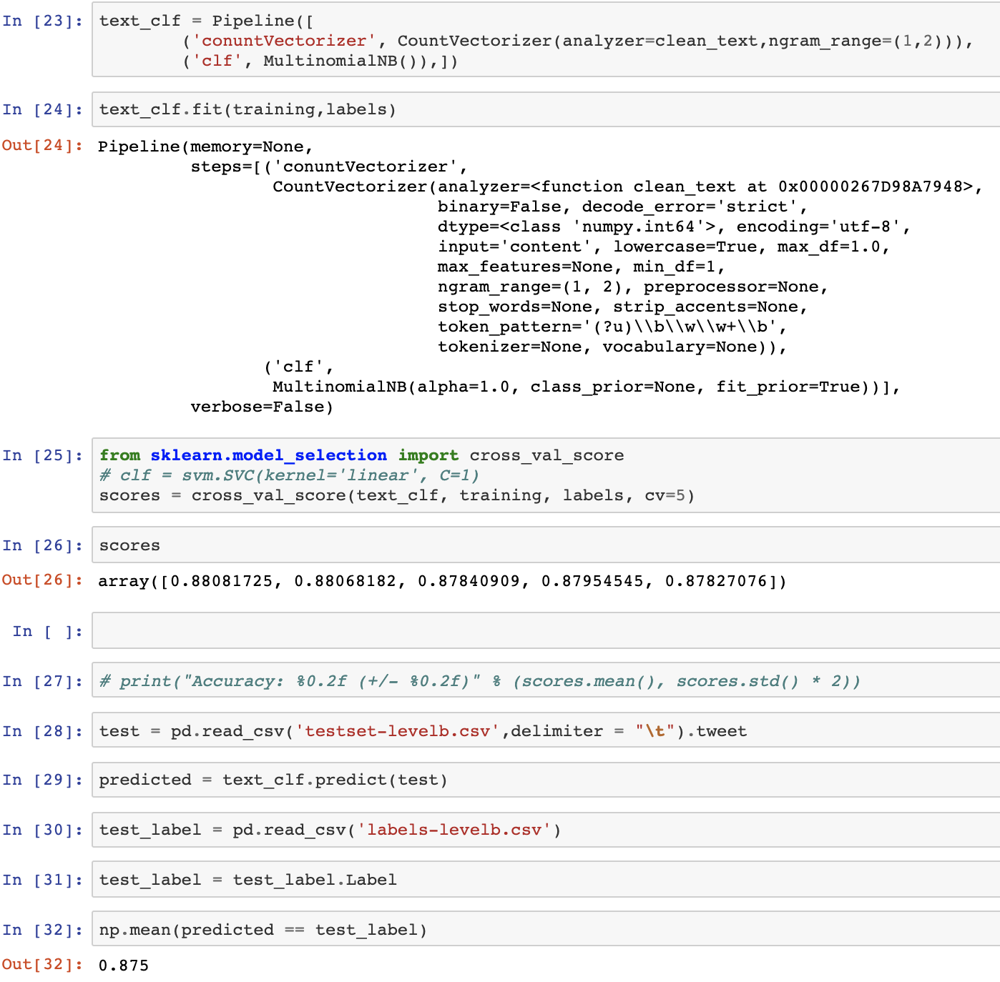 In [23]: text_clf = Pipeline([
('conuntVectorizer', CountVectorizer(analyzer=clean_text,ngram_range=(1,2))),
('clf', MultinomialNB()),])
In [24]: text_clf.fit(training,labels)
Out[24]: Pipeline(memory=None,
steps=[('conuntVectorizer',
CountVectorizer(analyzer=<function clean_text at 0x00000267D98A7948>,
binary=False, decode_error='strict',
dtype=<class 'numpy.int64'>, encoding='utf-8',
input='content', lowercase=True, max_df=1.0,
max_features=None, min_df=1,
ngram_range=(1, 2), preprocessor=None,
stop_words=None, strip_accents=None,
token_pattern='(?u)\\b\\w\\w+\\b',
tokenizer=None, vocabulary=None)),
('clf',
MultinomialNB(alpha=1.0, class_prior=None, fit_prior=True))],
verbose=False)
In [25]: from sklearn.model_selection import cross_val_score
# clf = svm.SVC(kernel='linear', C=1)
scores = cross_val_score(text_clf, training, labels, cv=5)
In [26]: scores
Out[26]: array([0.88081725, 0.88068182, 0.87840909, 0.87954545, 0.87827076])
In [ ]:
In [27]: # print("Accuracy: %0.2f (+/- %0.2f)" % (scores.mean(), scores.std() * 2))
In [28]: test = pd.read_csv('testset-levelb.csv',delimiter = "\t").tweet
In [29]: predicted = text_clf.predict(test)
In [30]: test_label = pd.read_csv('labels-levelb.csv')
In [31]: test_label = test_label.Label
In [32]: np.mean(predicted == test_label)
Out[32]: 0.875